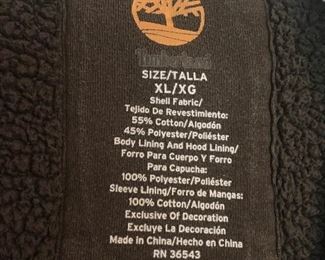 Timberland
SIZE/TALLA
XL/XG
Shell Fabric/
Tejido De Revestimiento:
55% Cotton/Algodón
45% Polyester/Poliéster
Body Lining And Hood Lining/
Forro Para Cuerpo Y Forro
Para Capucha:
100% Polyester/Poliéster
Sleeve Lining/Forro de Mangas:
100% Cotton/Algodón
Exclusive Of Decoration
Excluye La Decoración
Made in China/Hecho en China
RN 36543